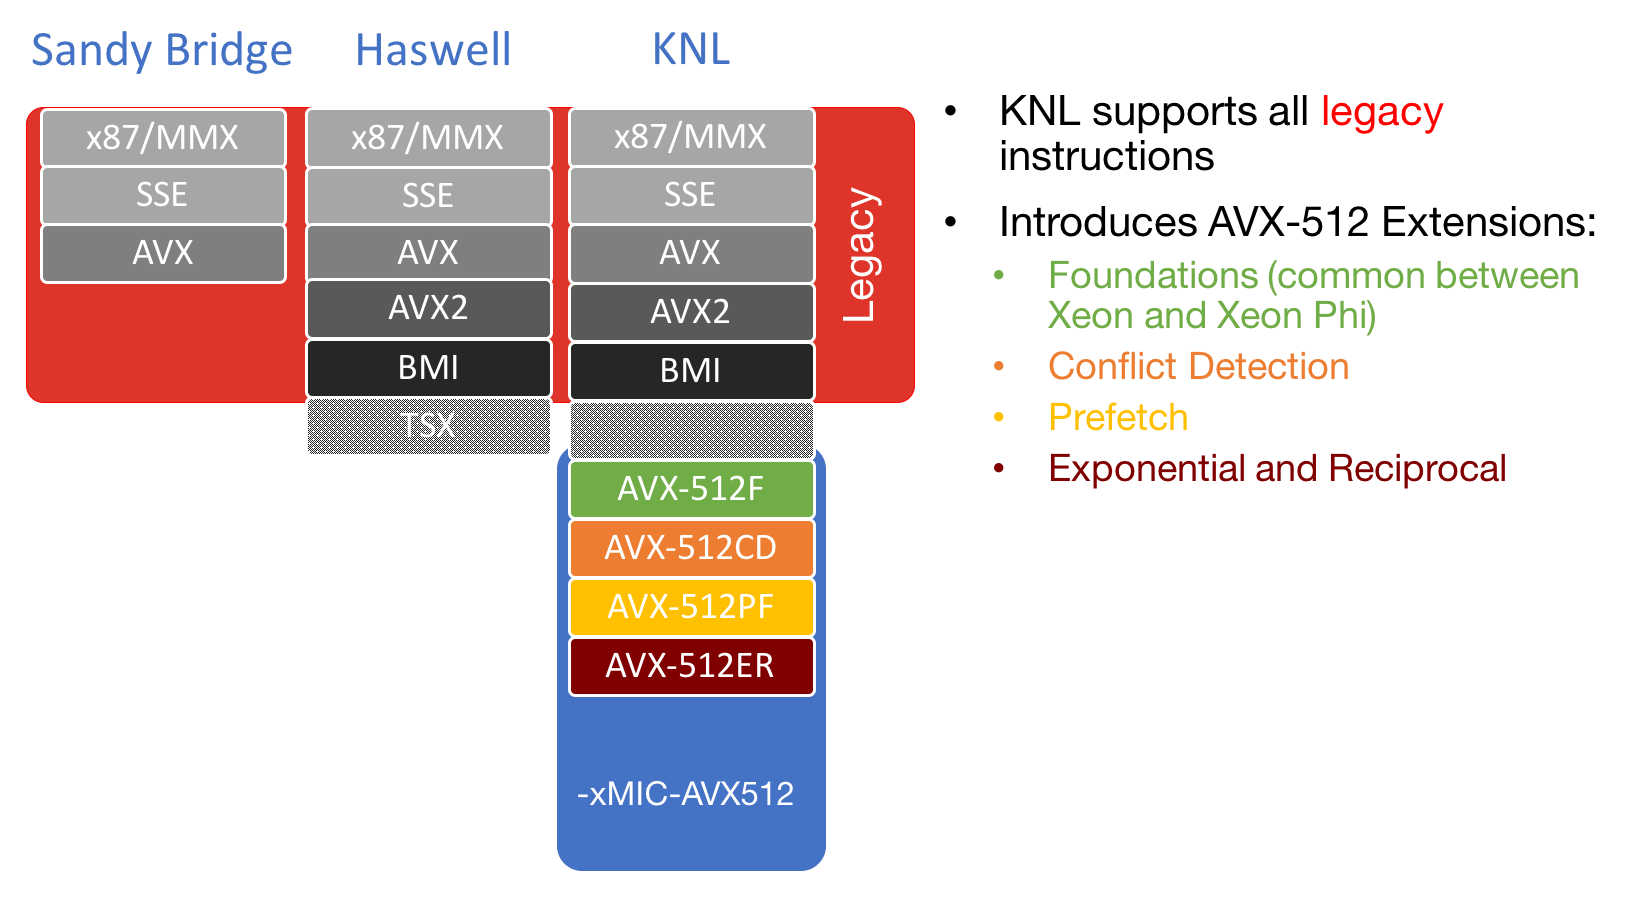 Sandy Bridge
Haswell
KNL
x87/MMX
SSE
AVX
x87/MMX
SSE
AVX
AVX2
BMI
TSX
x87/MMX
SSE
AVX
AVX2
BMI
AVX-512F
AVX-512CD
AVX-512PF
AVX-512ER
-xMIC-AVX512
Legacy
• KNL supports all legacy
instructions
• Introduces AVX-512 Extensions:
• Foundations (common between
Xeon and Xeon Phi)
• Conflict Detection
• Prefetch
• Exponential and Reciprocal